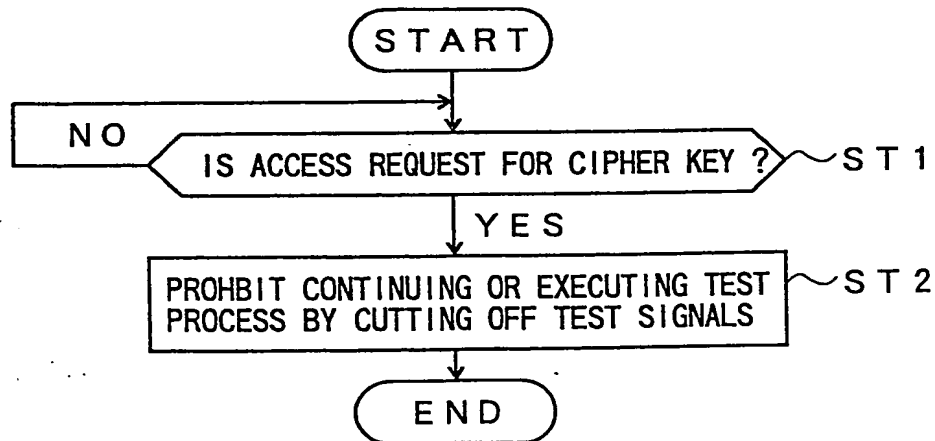 START
NO
IS ACCESS REQUEST FOR CIPHER KEY ?
ST1
YES
PROHBIT CONTINUING OR EXECUTING TEST
PROCESS BY CUTTING OFF TEST SIGNALS
ST2
END